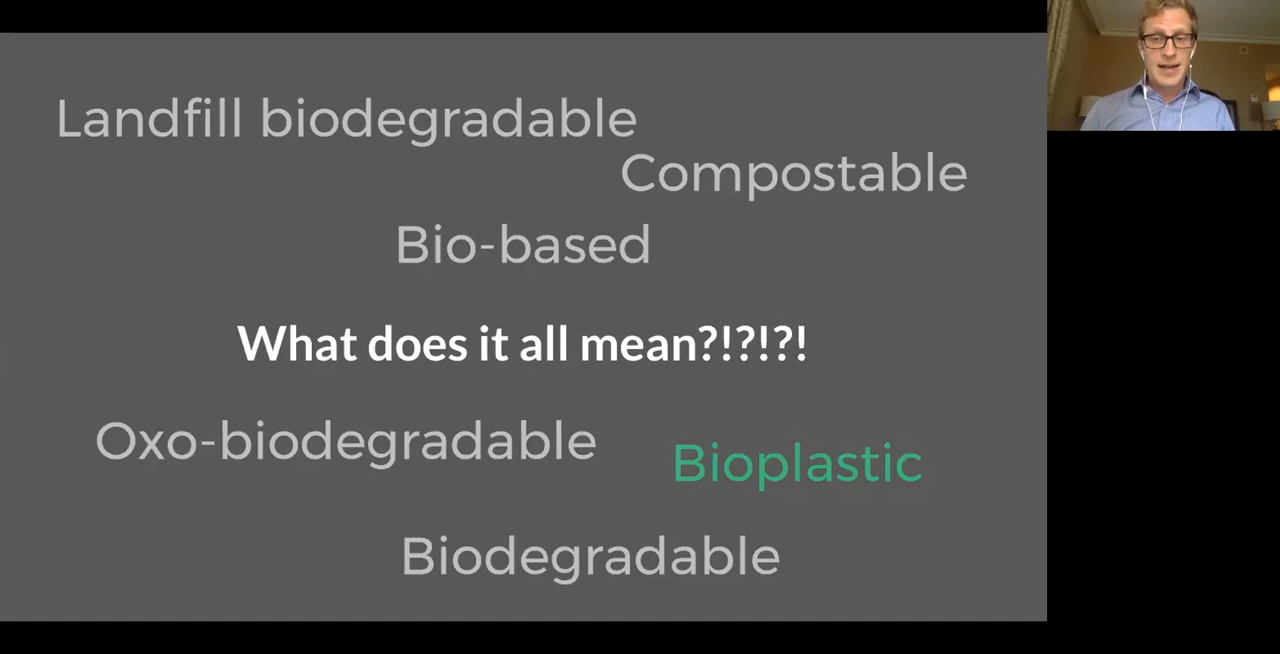 Landfill biodegradable
Compostable
Bio-based
What does it all mean?!?!?!
Oxo-biodegradable
Bioplastic
Biodegradable